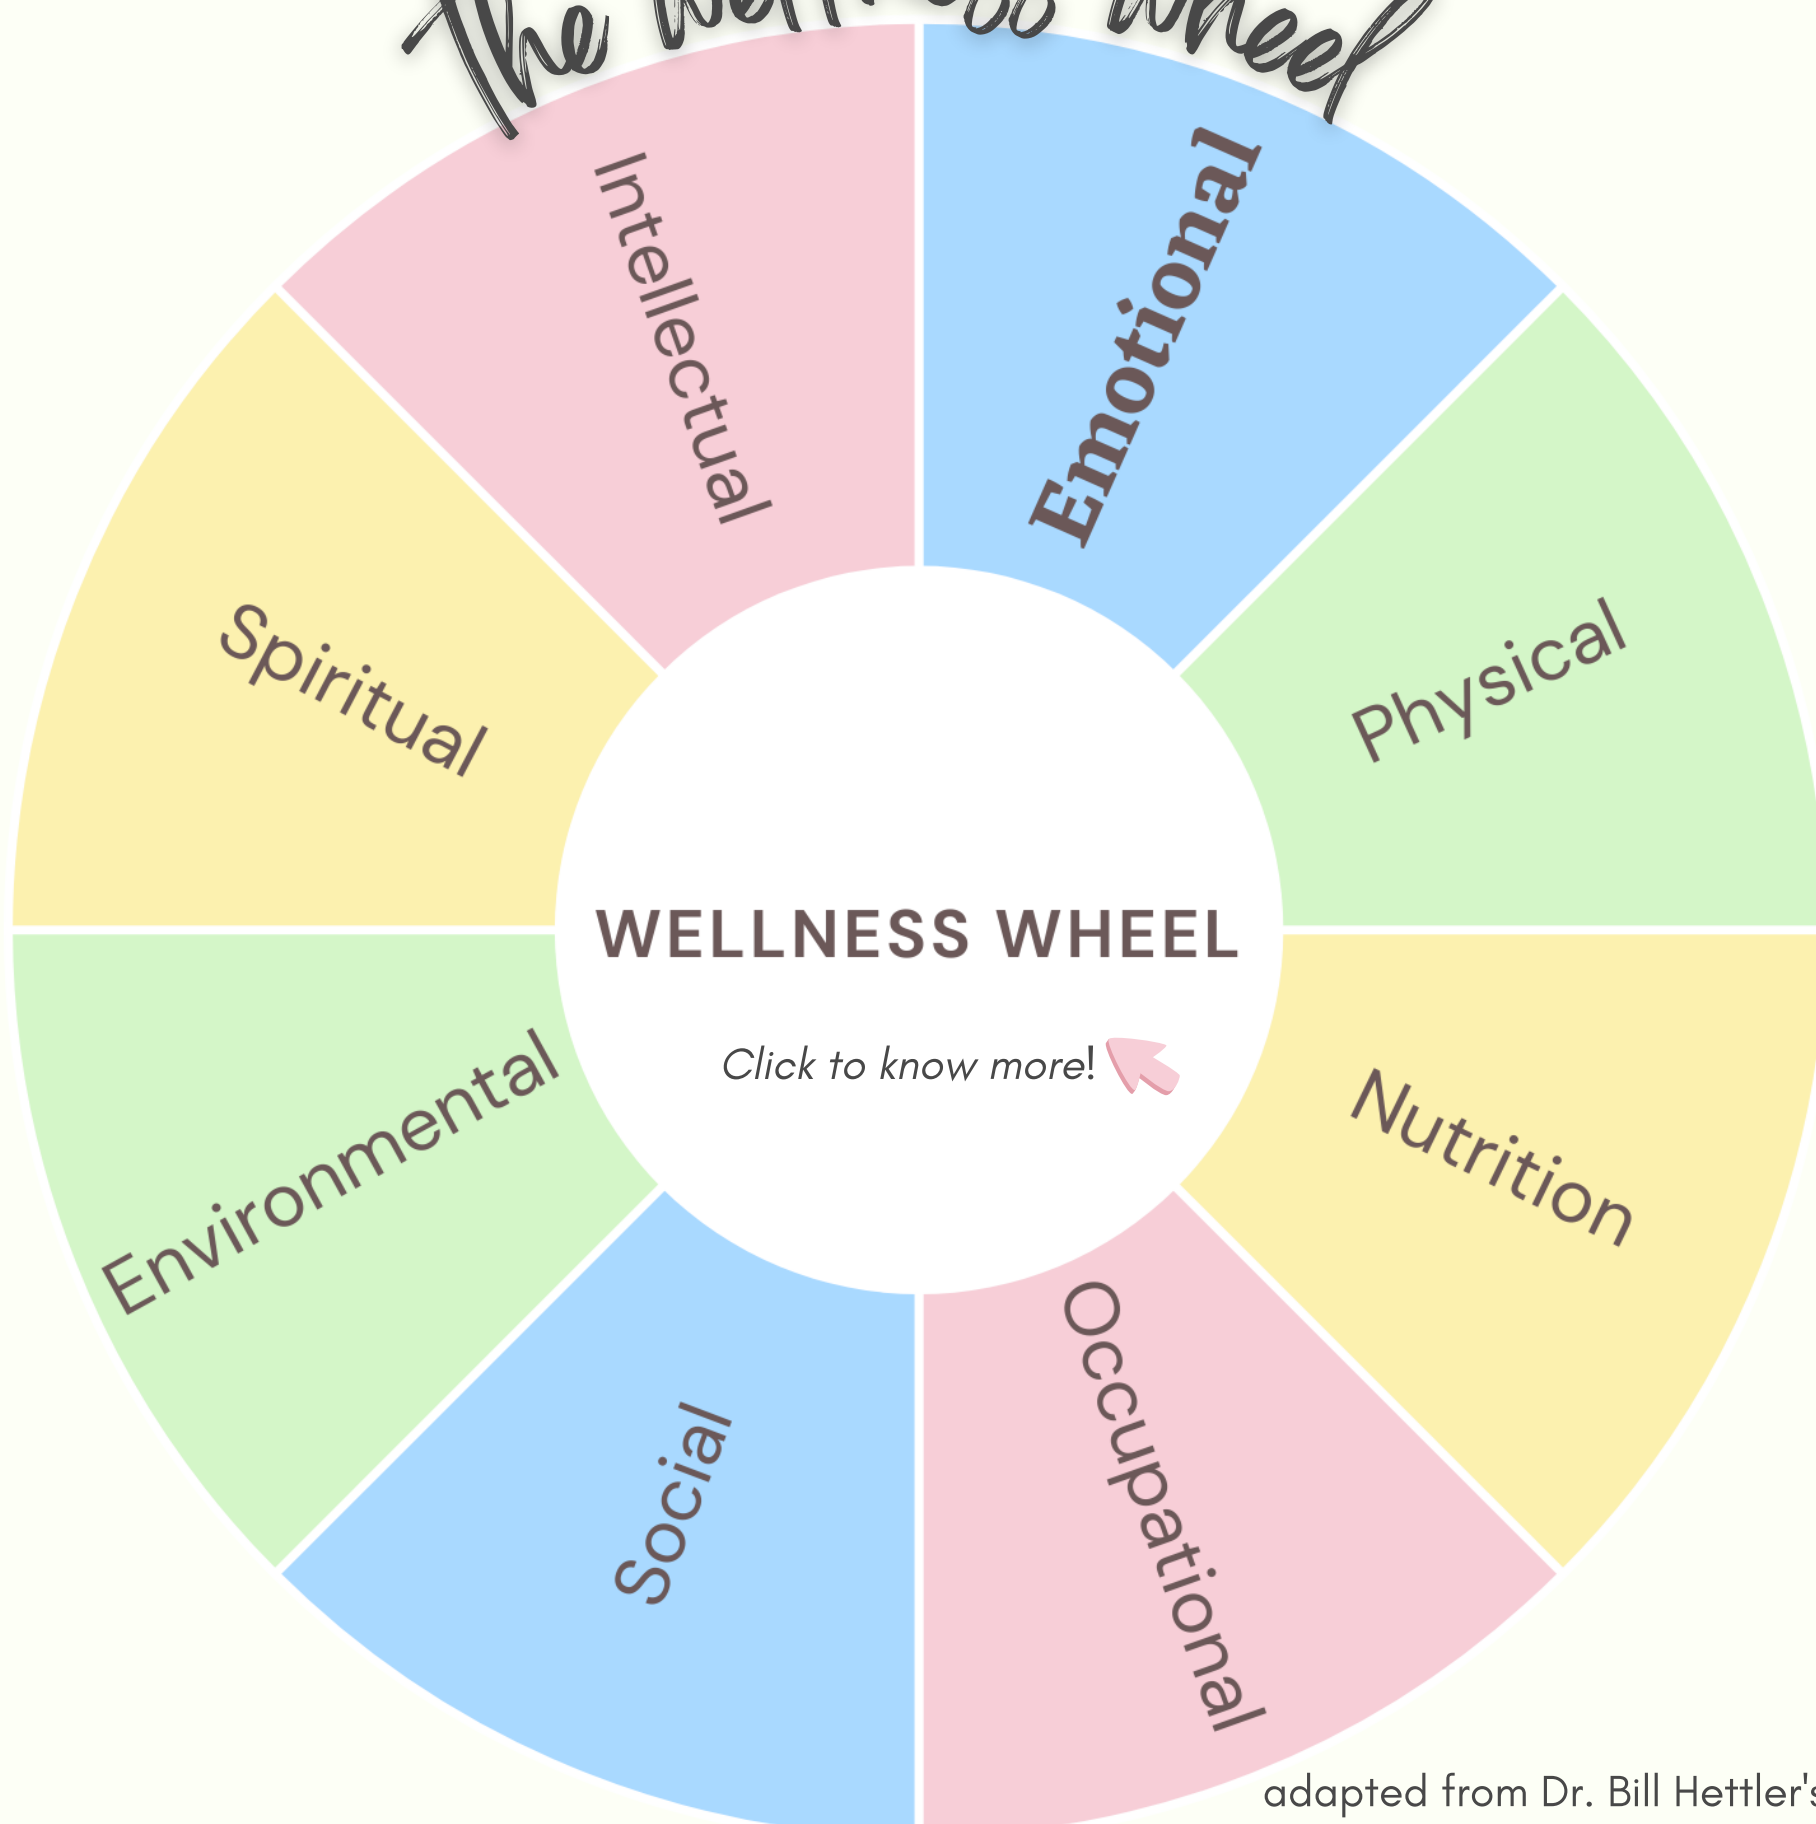 The Wellness Wheel
Emotional
Physical
Nutrition
Occupational
Social
Environmental
Spiritual
Intellectual
WELLNESS WHEEL
Click to know more!
adapted from Dr. Bill Hettler's